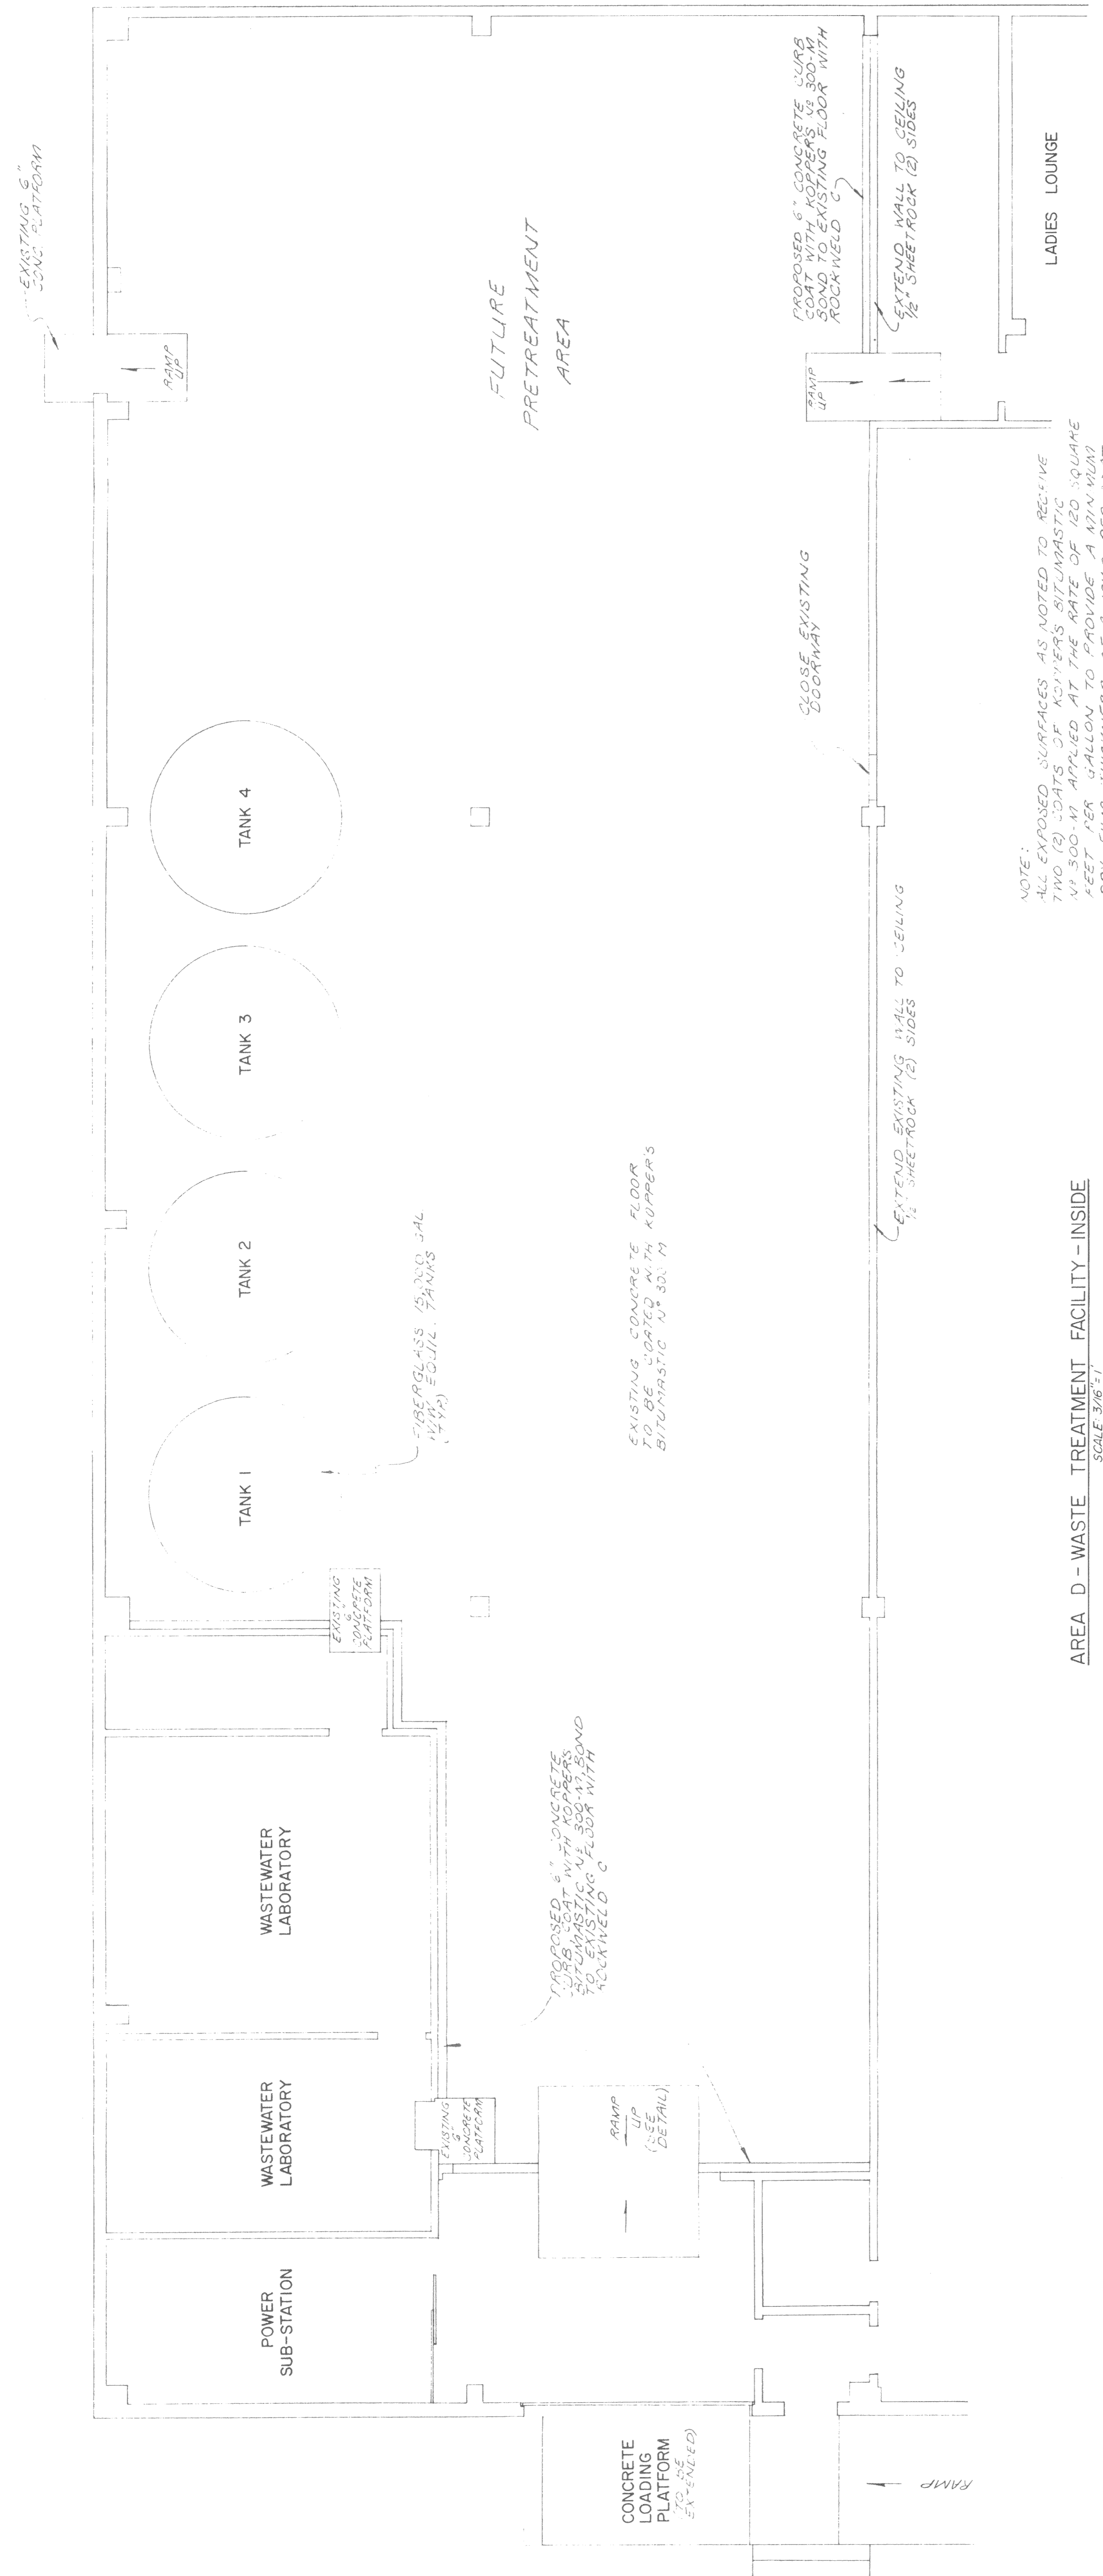 EXISTING 6"
CONC. PLATFORM
RAMP
UP
FUTURE
PRETREATMENT
AREA
PROPOSED 6" CONCRETE CURB
COAT WITH KOPPERS Nº 300-M
BOND TO EXISTING FLOOR WITH
ROCKWELD C
EXTEND WALL TO CEILING
1/2" SHEETROCK (2) SIDES
LADIES LOUNGE
RAMP
UP
CLOSE EXISTING
DOORWAY
NOTE:
ALL EXPOSED SURFACES AS NOTED TO RECEIVE
TWO (2) COATS OF KOPPER'S BITUMASTIC
Nº 300-M APPLIED AT THE RATE OF 120 SQUARE
FEET PER GALLON TO PROVIDE A MINIMUM
TANK 4
TANK 3
TANK 2
TANK 1
FIBERGLASS 15,000 GAL
W/W EQUIL. TANKS
(TYP.)
EXISTING CONCRETE FLOOR
TO BE COATED WITH KOPPER'S
BITUMASTIC Nº 300 M
EXTEND EXISTING WALL TO CEILING
1/2" SHEETROCK (2) SIDES
EXISTING
6"
CONCRETE
PLATFORM
WASTEWATER
LABORATORY
PROPOSED 6" CONCRETE
CURB, COAT WITH KOPPERS
BITUMASTIC Nº 300-M, BOND
TO EXISTING FLOOR WITH
ROCKWELD C
WASTEWATER
LABORATORY
EXISTING
6"
CONCRETE
PLATFORM
RAMP
UP
(SEE
DETAIL)
POWER
SUB-STATION
CONCRETE
LOADING
PLATFORM
(TO BE
EXTENDED)
RAMP
AREA D - WASTE TREATMENT FACILITY - INSIDE
SCALE: 3/16"=1'